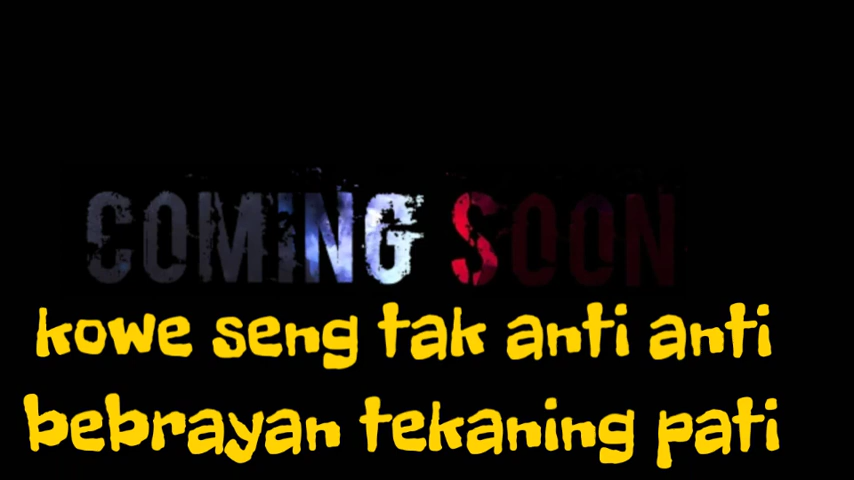 COMING SOON
kowe seng tak anti anti
bebrayan tekaning pati